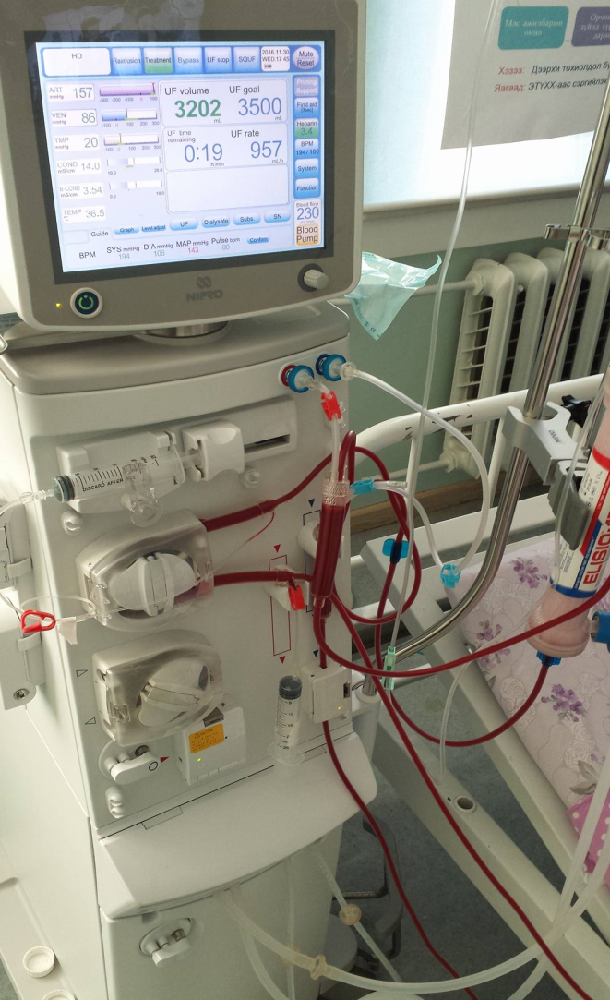 HD
Reinfusion
Treatment
Bypass
UF stop
SQUF
2016.11.30
WED.17:45
Mute
Reset
ART
mmHg
157
UF volume
3202
mL
UF goal
3500
mL
VEN
mmHg
86
TMP
mmHg
20
UF time
remaining
0:19
h:min
UF rate
957
mL/h
COND
mS/cm
14.0
B.COND
mS/cm
3.54
TEMP
℃
36.5
Priming
Support
First aid
Heparin
3.4
BPM
194/106
System
Function
Blood flow
230
Blood
Pump
Guide
Graph
Level adjust
UF
Dialysate
Subs.
SN
BPM
SYS mmHg
194
DIA mmHg
106
MAP mmHg
143
Pulse bpm
80
Confirm
NIPRO
DISCARD AFTER
ELISIO
Мэс ажилбарын
өмнө
Хэзээ: Дээрхи тохиолдол бү
Яагаад: ЭТҮХХ-аас сэргийлэх